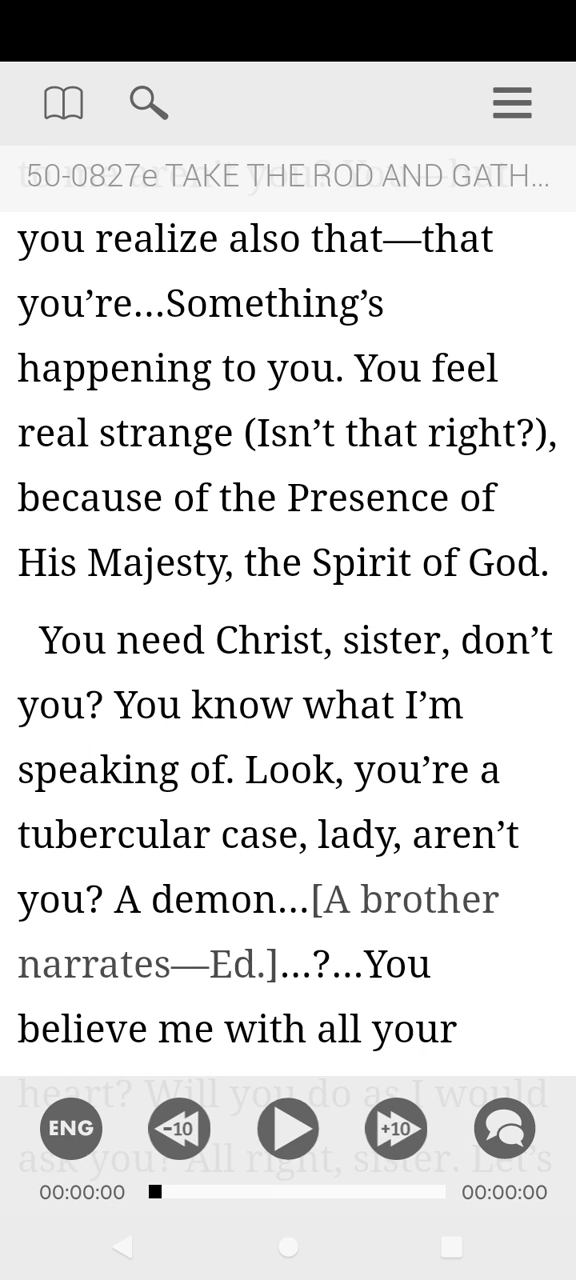 50-0827e TAKE THE ROD AND GATH...
you realize also that—that
you’re...Something’s
happening to you. You feel
real strange (Isn’t that right?),
because of the Presence of
His Majesty, the Spirit of God.
You need Christ, sister, don’t
you? You know what I’m
speaking of. Look, you’re a
tubercular case, lady, aren’t
you? A demon...[A brother
narrates—Ed.]...?...You
believe me with all your
heart? Will you do as I would
ENG -10 +10
ask you? All right, sister. Let’s
00:00:00 00:00:00